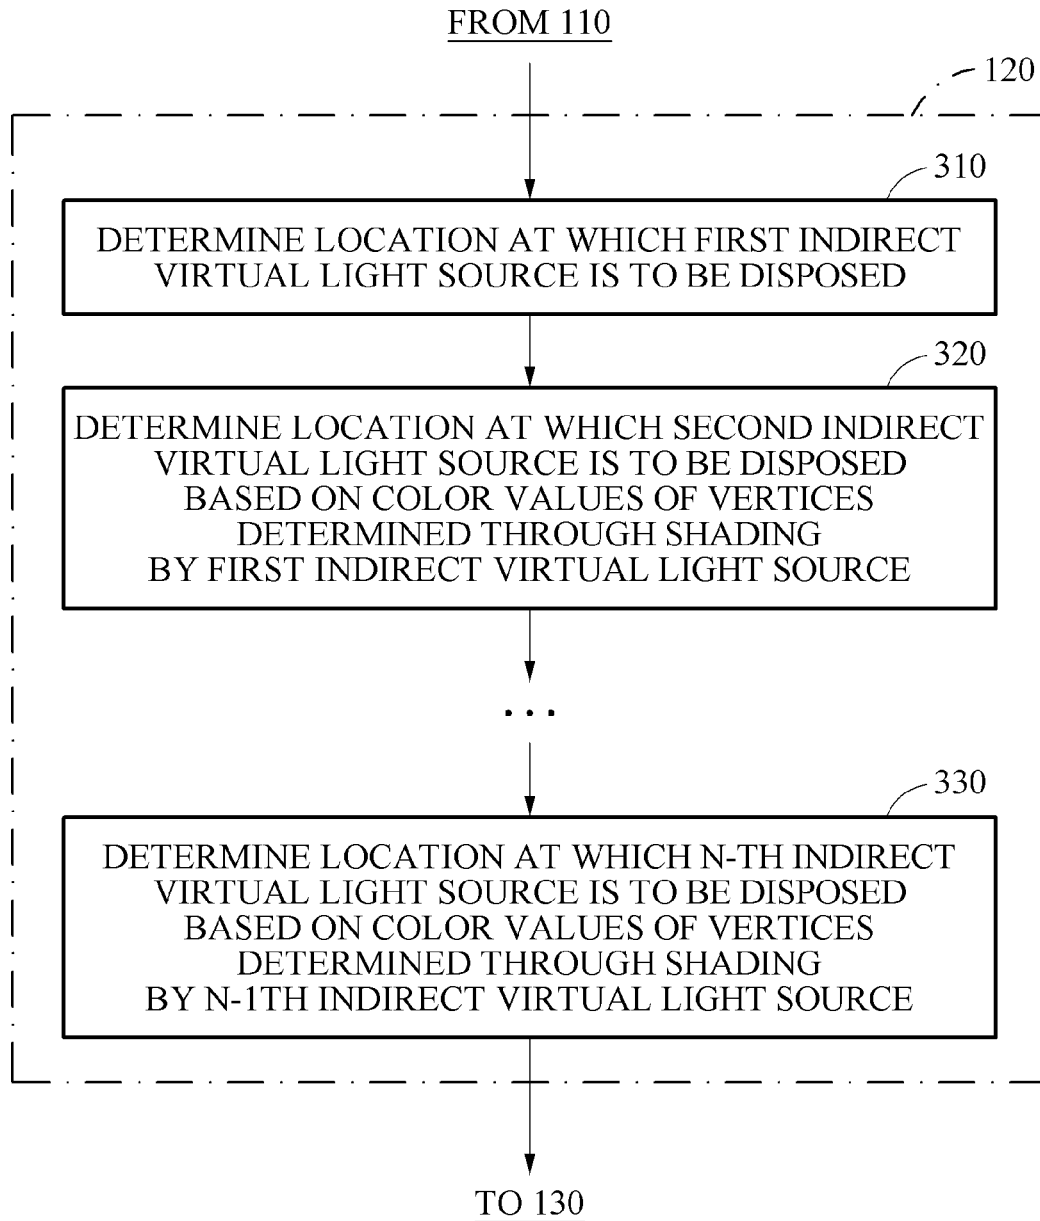 FROM 110
120
310
DETERMINE LOCATION AT WHICH FIRST INDIRECT
VIRTUAL LIGHT SOURCE IS TO BE DISPOSED
320
DETERMINE LOCATION AT WHICH SECOND INDIRECT
VIRTUAL LIGHT SOURCE IS TO BE DISPOSED
BASED ON COLOR VALUES OF VERTICES
DETERMINED THROUGH SHADING
BY FIRST INDIRECT VIRTUAL LIGHT SOURCE
...
330
DETERMINE LOCATION AT WHICH N-TH INDIRECT
VIRTUAL LIGHT SOURCE IS TO BE DISPOSED
BASED ON COLOR VALUES OF VERTICES
DETERMINED THROUGH SHADING
BY N-1TH INDIRECT VIRTUAL LIGHT SOURCE
TO 130